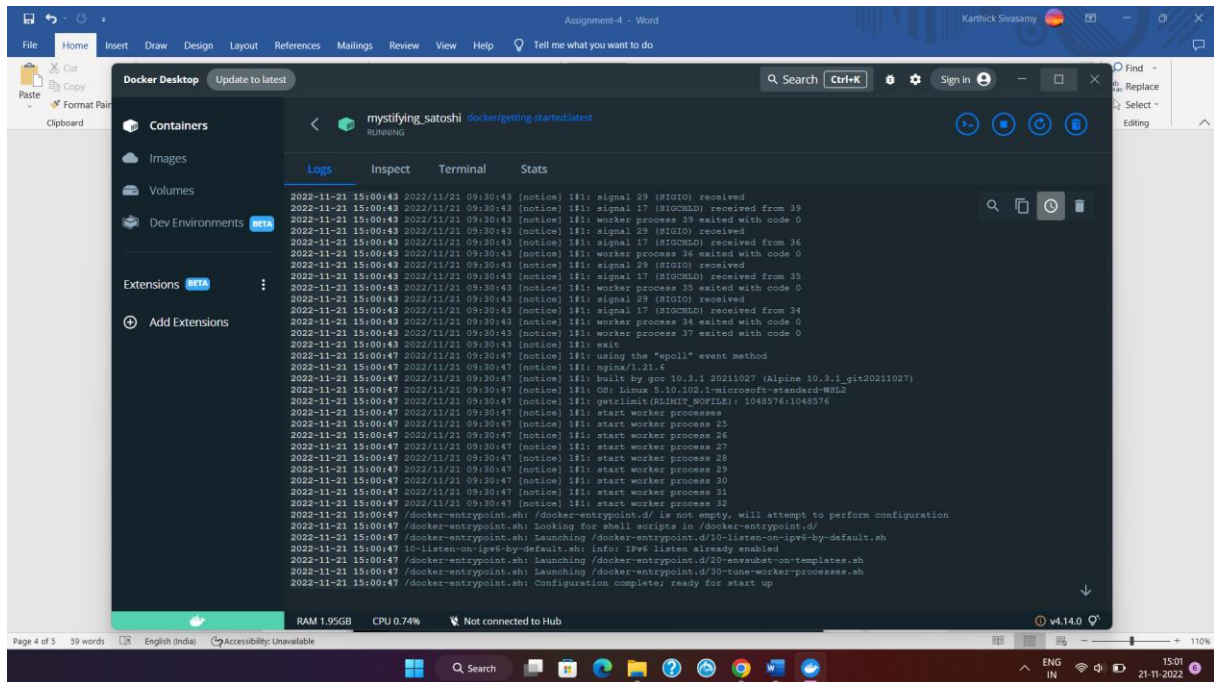 Assignment-4 - Word
Karthick Sivasamy
File Home Insert Draw Design Layout References Mailings Review View Help Tell me what you want to do
Paste
Cut
Copy
Format Pain
Clipboard
Find
Replace
Select
Editing
Docker Desktop Update to latest Search Ctrl+K Sign in
Containers
Images
Volumes
Dev Environments BETA
Extensions BETA
Add Extensions
mystifying_satoshi docker/getting-started:latest
RUNNING
Logs Inspect Terminal Stats
2022-11-21 15:00:43 2022/11/21 09:30:43 [notice] 1#1: signal 29 (SIGIO) received
2022-11-21 15:00:43 2022/11/21 09:30:43 [notice] 1#1: signal 17 (SIGCHLD) received from 39
2022-11-21 15:00:43 2022/11/21 09:30:43 [notice] 1#1: worker process 39 exited with code 0
2022-11-21 15:00:43 2022/11/21 09:30:43 [notice] 1#1: signal 29 (SIGIO) received
2022-11-21 15:00:43 2022/11/21 09:30:43 [notice] 1#1: signal 17 (SIGCHLD) received from 36
2022-11-21 15:00:43 2022/11/21 09:30:43 [notice] 1#1: worker process 36 exited with code 0
2022-11-21 15:00:43 2022/11/21 09:30:43 [notice] 1#1: signal 29 (SIGIO) received
2022-11-21 15:00:43 2022/11/21 09:30:43 [notice] 1#1: signal 17 (SIGCHLD) received from 35
2022-11-21 15:00:43 2022/11/21 09:30:43 [notice] 1#1: worker process 35 exited with code 0
2022-11-21 15:00:43 2022/11/21 09:30:43 [notice] 1#1: signal 29 (SIGIO) received
2022-11-21 15:00:43 2022/11/21 09:30:43 [notice] 1#1: signal 17 (SIGCHLD) received from 34
2022-11-21 15:00:43 2022/11/21 09:30:43 [notice] 1#1: worker process 34 exited with code 0
2022-11-21 15:00:43 2022/11/21 09:30:43 [notice] 1#1: worker process 37 exited with code 0
2022-11-21 15:00:43 2022/11/21 09:30:43 [notice] 1#1: exit
2022-11-21 15:00:47 2022/11/21 09:30:47 [notice] 1#1: using the "epoll" event method
2022-11-21 15:00:47 2022/11/21 09:30:47 [notice] 1#1: nginx/1.21.6
2022-11-21 15:00:47 2022/11/21 09:30:47 [notice] 1#1: built by gcc 10.3.1 20211027 (Alpine 10.3.1_git20211027)
2022-11-21 15:00:47 2022/11/21 09:30:47 [notice] 1#1: OS: Linux 5.10.102.1-microsoft-standard-WSL2
2022-11-21 15:00:47 2022/11/21 09:30:47 [notice] 1#1: getrlimit(RLIMIT_NOFILE): 1048576:1048576
2022-11-21 15:00:47 2022/11/21 09:30:47 [notice] 1#1: start worker processes
2022-11-21 15:00:47 2022/11/21 09:30:47 [notice] 1#1: start worker process 25
2022-11-21 15:00:47 2022/11/21 09:30:47 [notice] 1#1: start worker process 26
2022-11-21 15:00:47 2022/11/21 09:30:47 [notice] 1#1: start worker process 27
2022-11-21 15:00:47 2022/11/21 09:30:47 [notice] 1#1: start worker process 28
2022-11-21 15:00:47 2022/11/21 09:30:47 [notice] 1#1: start worker process 29
2022-11-21 15:00:47 2022/11/21 09:30:47 [notice] 1#1: start worker process 30
2022-11-21 15:00:47 2022/11/21 09:30:47 [notice] 1#1: start worker process 31
2022-11-21 15:00:47 2022/11/21 09:30:47 [notice] 1#1: start worker process 32
2022-11-21 15:00:47 /docker-entrypoint.sh: /docker-entrypoint.d/ is not empty, will attempt to perform configuration
2022-11-21 15:00:47 /docker-entrypoint.sh: Looking for shell scripts in /docker-entrypoint.d/
2022-11-21 15:00:47 /docker-entrypoint.sh: Launching /docker-entrypoint.d/10-listen-on-ipv6-by-default.sh
2022-11-21 15:00:47 10-listen-on-ipv6-by-default.sh: info: IPv6 listen already enabled
2022-11-21 15:00:47 /docker-entrypoint.sh: Launching /docker-entrypoint.d/20-envsubst-on-templates.sh
2022-11-21 15:00:47 /docker-entrypoint.sh: Launching /docker-entrypoint.d/30-tune-worker-processes.sh
2022-11-21 15:00:47 /docker-entrypoint.sh: Configuration complete; ready for start up
RAM 1.95GB CPU 0.74% Not connected to Hub v4.14.0
Page 4 of 5 59 words English (India) Accessibility: Unavailable 110%
Search
ENG
IN
15:01
21-11-2022
6